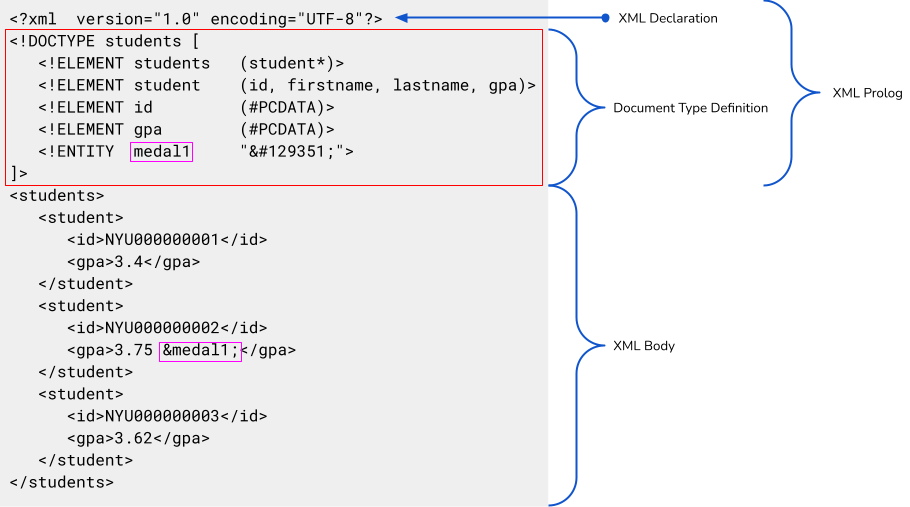 <?xml  version="1.0" encoding="UTF-8"?>
XML Declaration
<!DOCTYPE students [
   <!ELEMENT students   (student*)>
   <!ELEMENT student    (id, firstname, lastname, gpa)>
   <!ELEMENT id         (#PCDATA)>
   <!ELEMENT gpa        (#PCDATA)>
   <!ENTITY  medal1     "&#129351;">
]>
Document Type Definition
XML Prolog
<students>
   <student>
      <id>NYU000000001</id>
      <gpa>3.4</gpa>
   </student>
   <student>
      <id>NYU000000002</id>
      <gpa>3.75 &medal1;</gpa>
   </student>
   <student>
      <id>NYU000000003</id>
      <gpa>3.62</gpa>
   </student>
</students>
XML Body